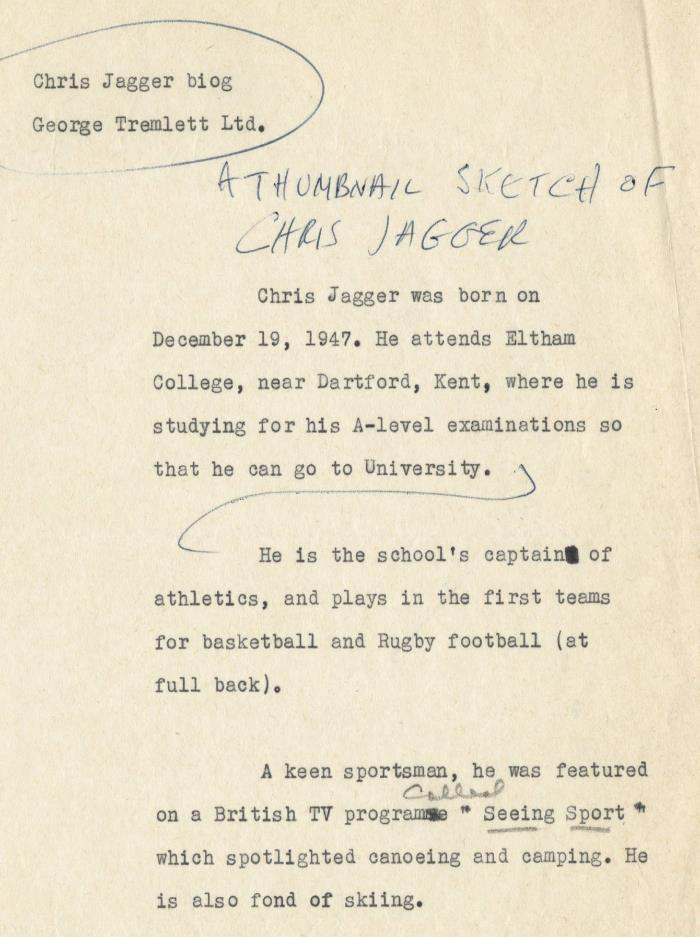 Chris Jagger biog
George Tremlett Ltd.
A THUMBNAIL SKETCH OF
CHRIS JAGGER
Chris Jagger was born on
December 19, 1947. He attends Eltham
College, near Dartford, Kent, where he is
studying for his A-level examinations so
that he can go to University.
He is the school's captain of
athletics, and plays in the first teams
for basketball and Rugby football (at
full back).
A keen sportsman, he was featured
called
on a British TV programme "Seeing Sport"
which spotlighted canoeing and camping. He
is also fond of skiing.